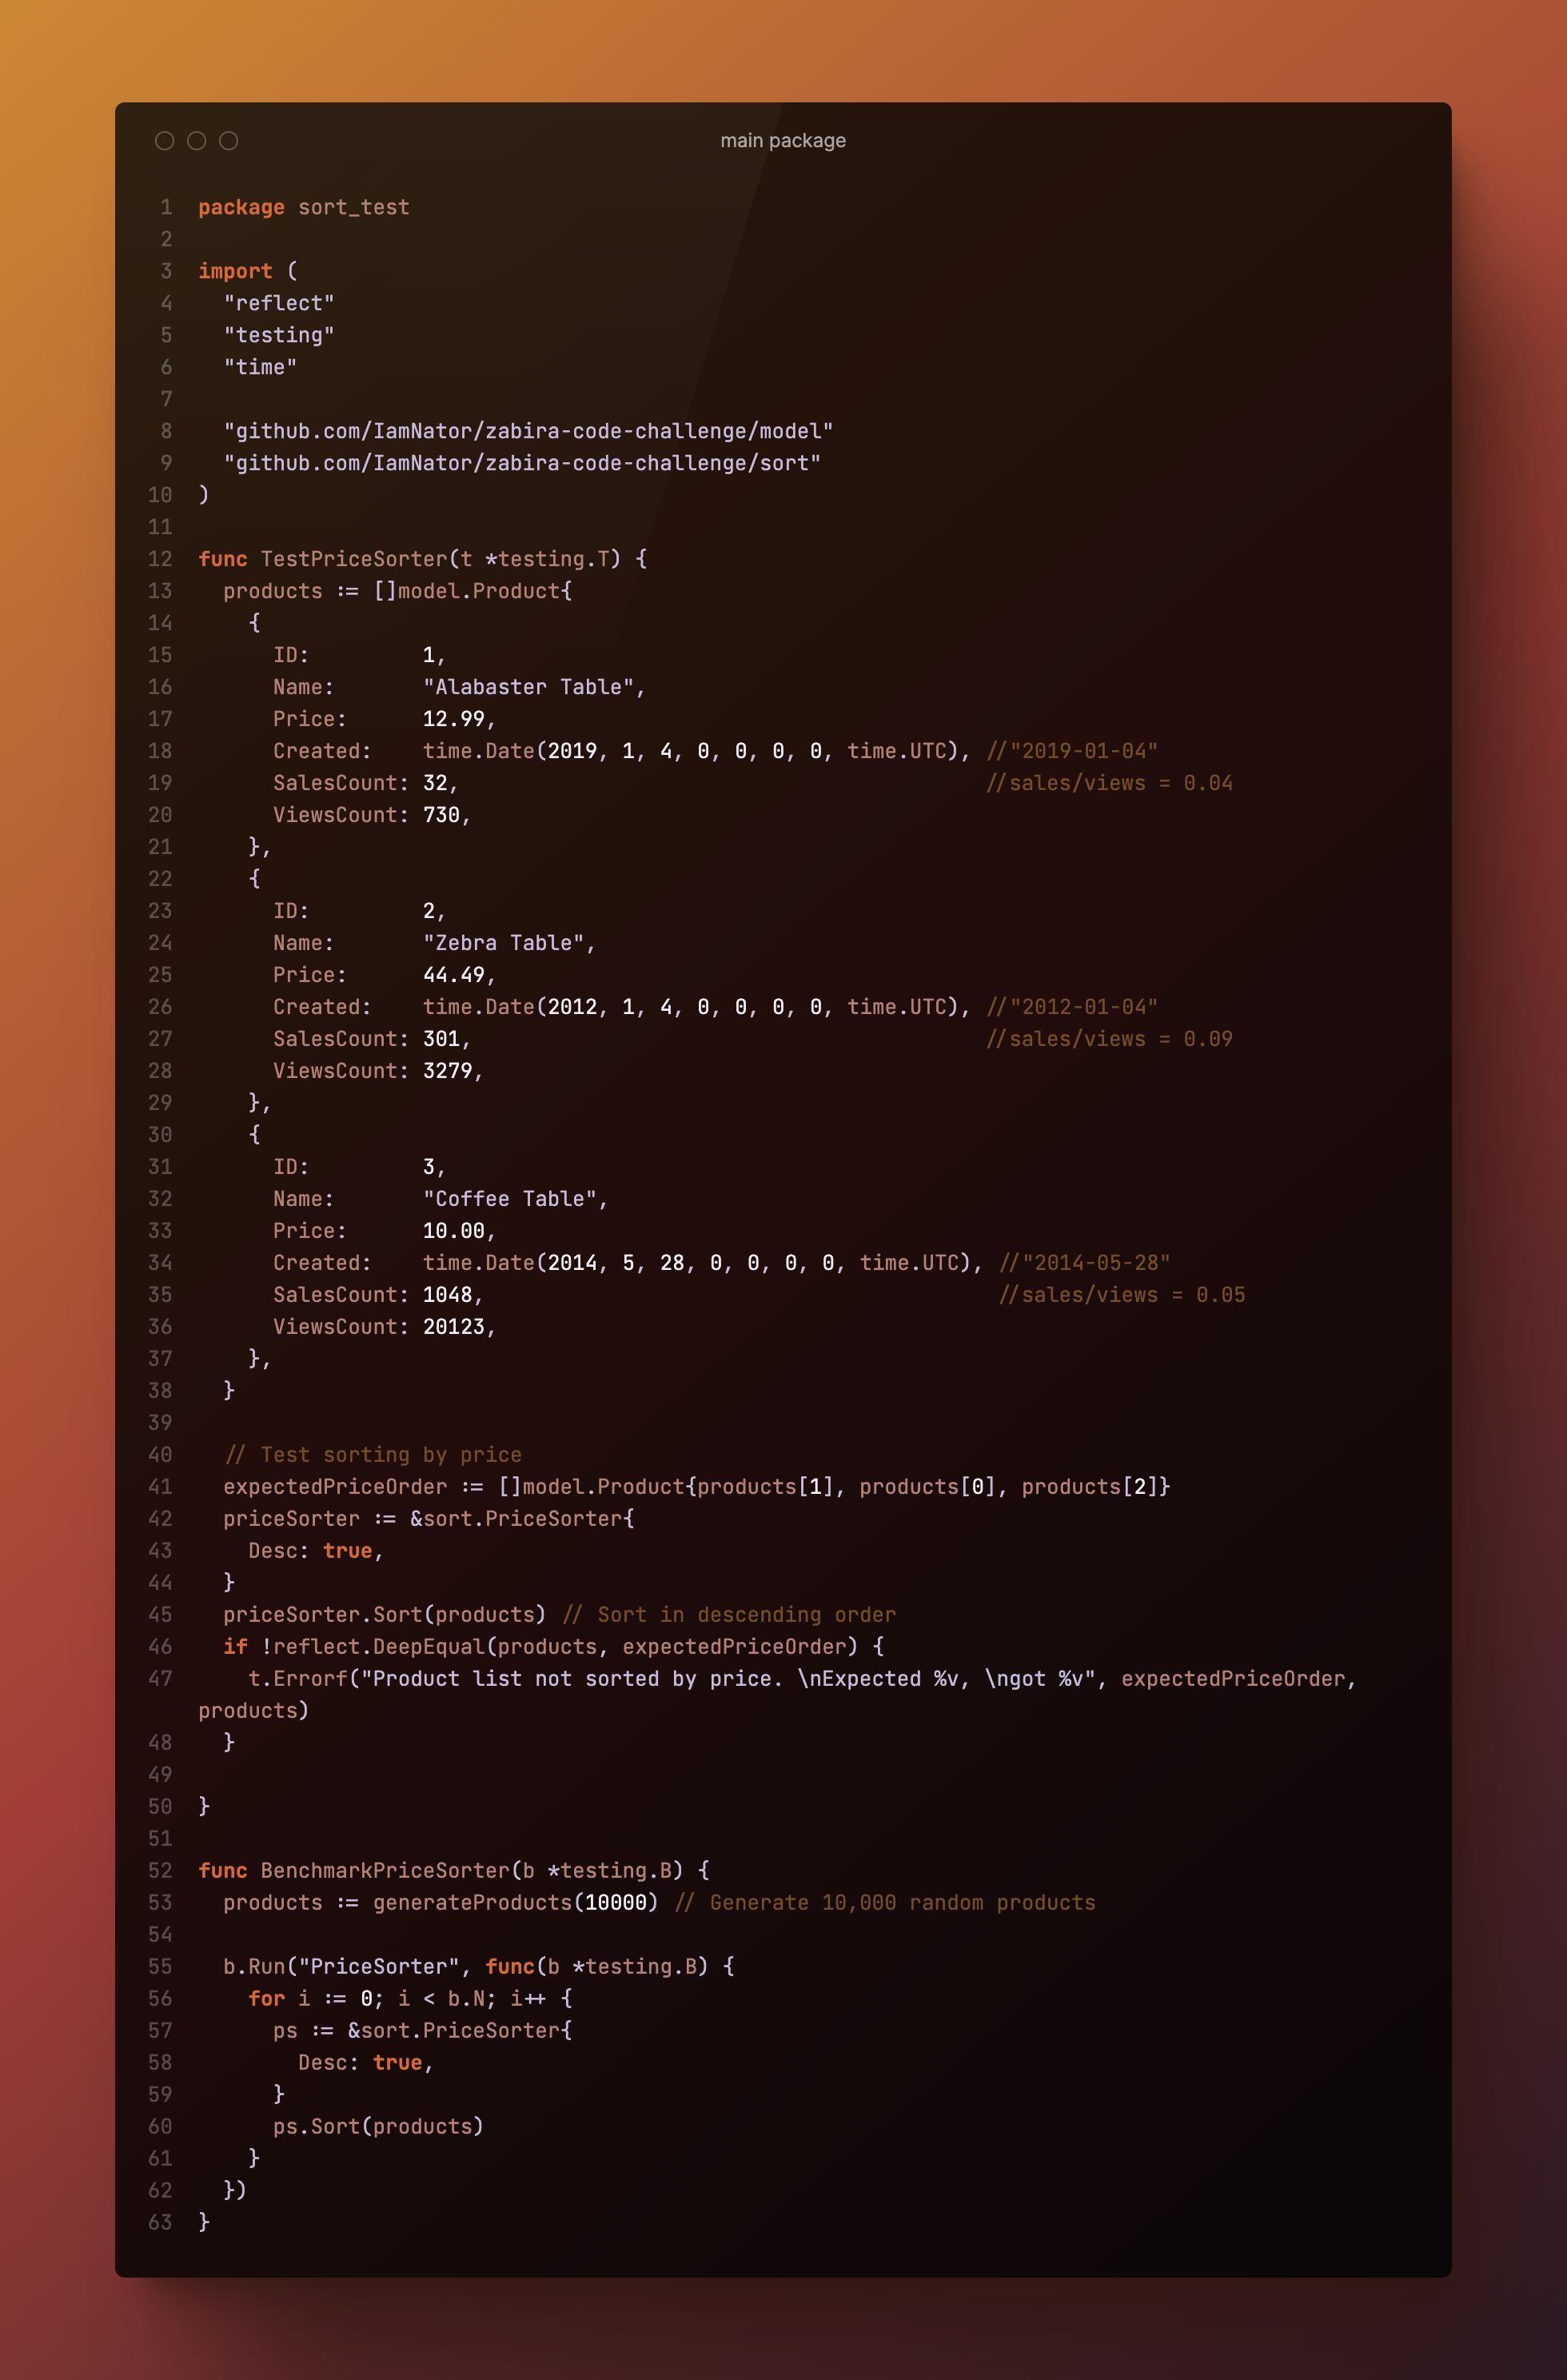 main package
1 package sort_test
2
3 import (
4   "reflect"
5   "testing"
6   "time"
7
8   "github.com/IamNator/zabira-code-challenge/model"
9   "github.com/IamNator/zabira-code-challenge/sort"
10 )
11
12 func TestPriceSorter(t *testing.T) {
13   products := []model.Product{
14     {
15       ID:         1,
16       Name:       "Alabaster Table",
17       Price:      12.99,
18       Created:    time.Date(2019, 1, 4, 0, 0, 0, 0, time.UTC), //"2019-01-04"
19       SalesCount: 32,                                          //sales/views = 0.04
20       ViewsCount: 730,
21     },
22     {
23       ID:         2,
24       Name:       "Zebra Table",
25       Price:      44.49,
26       Created:    time.Date(2012, 1, 4, 0, 0, 0, 0, time.UTC), //"2012-01-04"
27       SalesCount: 301,                                         //sales/views = 0.09
28       ViewsCount: 3279,
29     },
30     {
31       ID:         3,
32       Name:       "Coffee Table",
33       Price:      10.00,
34       Created:    time.Date(2014, 5, 28, 0, 0, 0, 0, time.UTC), //"2014-05-28"
35       SalesCount: 1048,                                         //sales/views = 0.05
36       ViewsCount: 20123,
37     },
38   }
39
40   // Test sorting by price
41   expectedPriceOrder := []model.Product{products[1], products[0], products[2]}
42   priceSorter := &sort.PriceSorter{
43     Desc: true,
44   }
45   priceSorter.Sort(products) // Sort in descending order
46   if !reflect.DeepEqual(products, expectedPriceOrder) {
47     t.Errorf("Product list not sorted by price. \nExpected %v, \ngot %v", expectedPriceOrder,
products)
48   }
49
50 }
51
52 func BenchmarkPriceSorter(b *testing.B) {
53   products := generateProducts(10000) // Generate 10,000 random products
54
55   b.Run("PriceSorter", func(b *testing.B) {
56     for i := 0; i < b.N; i++ {
57       ps := &sort.PriceSorter{
58         Desc: true,
59       }
60       ps.Sort(products)
61     }
62   })
63 }